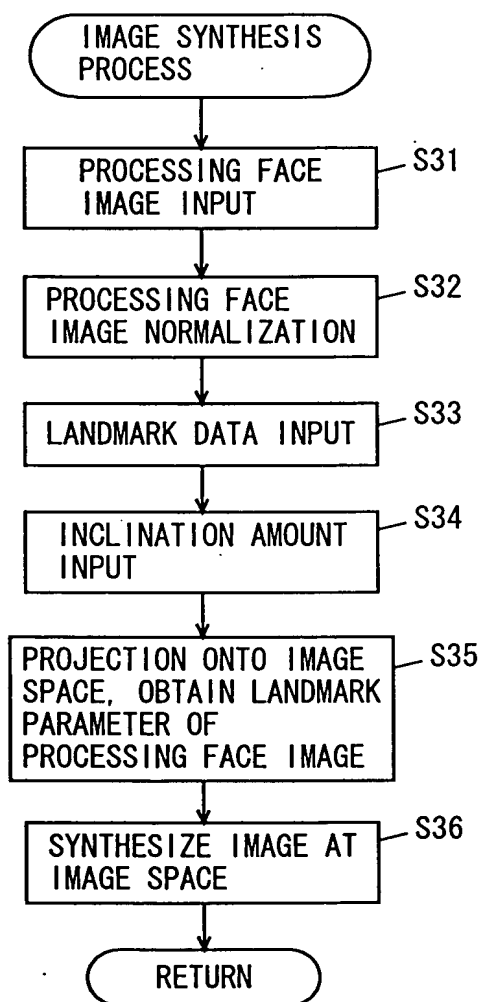 IMAGE SYNTHESIS
PROCESS
PROCESSING FACE
IMAGE INPUT
S31
PROCESSING FACE
IMAGE NORMALIZATION
S32
LANDMARK DATA INPUT
S33
INCLINATION AMOUNT
INPUT
S34
PROJECTION ONTO IMAGE
SPACE, OBTAIN LANDMARK
PARAMETER OF
PROCESSING FACE IMAGE
S35
SYNTHESIZE IMAGE AT
IMAGE SPACE
S36
RETURN